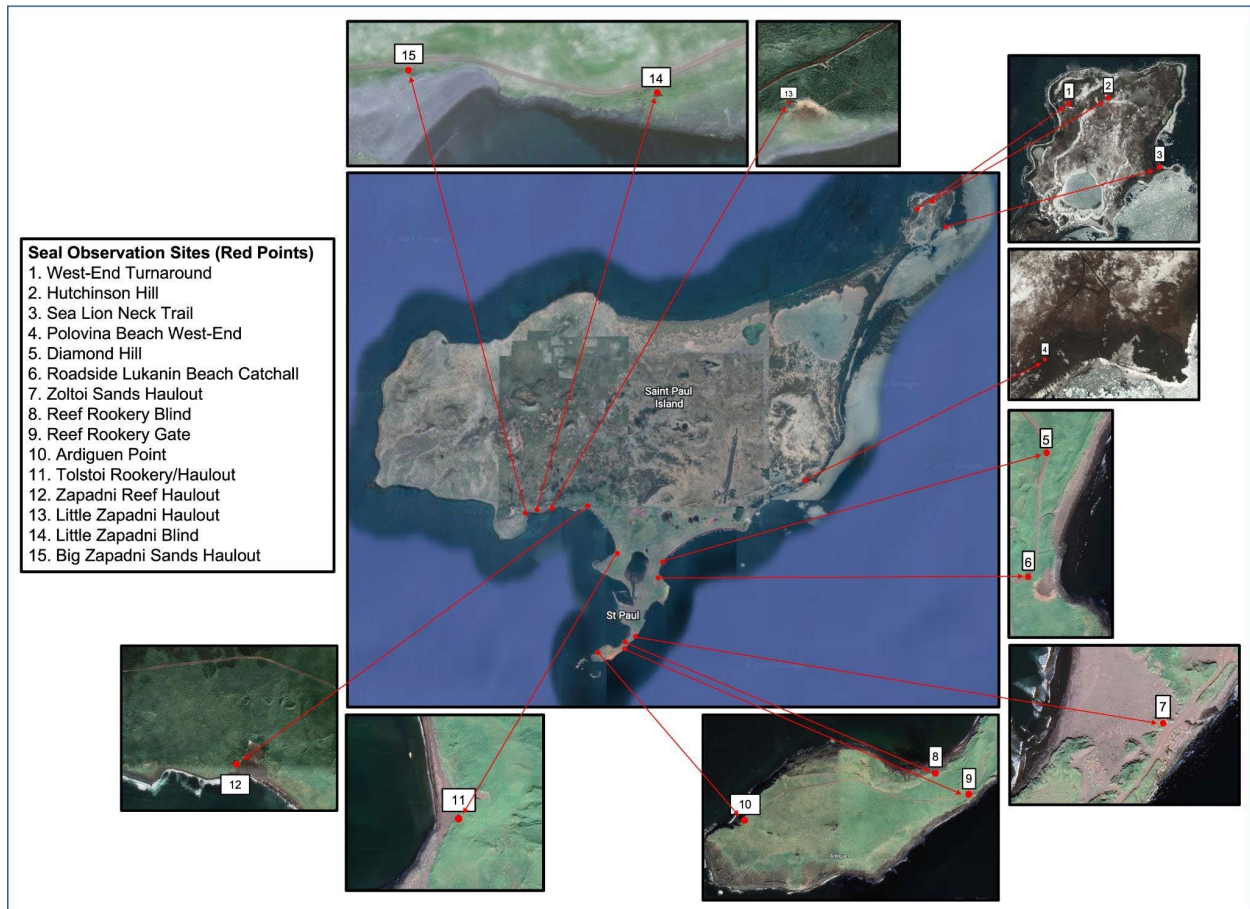 15
14
13
1
2
3
Seal Observation Sites (Red Points)
1. West-End Turnaround
2. Hutchinson Hill
3. Sea Lion Neck Trail
4. Polovina Beach West-End
5. Diamond Hill
6. Roadside Lukanin Beach Catchall
7. Zoltoi Sands Haulout
8. Reef Rookery Blind
9. Reef Rookery Gate
10. Ardiguen Point
11. Tolstoi Rookery/Haulout
12. Zapadni Reef Haulout
13. Little Zapadni Haulout
14. Little Zapadni Blind
15. Big Zapadni Sands Haulout
Saint Paul
Island
St Paul
4
5
6
7
12
11
8
9
10